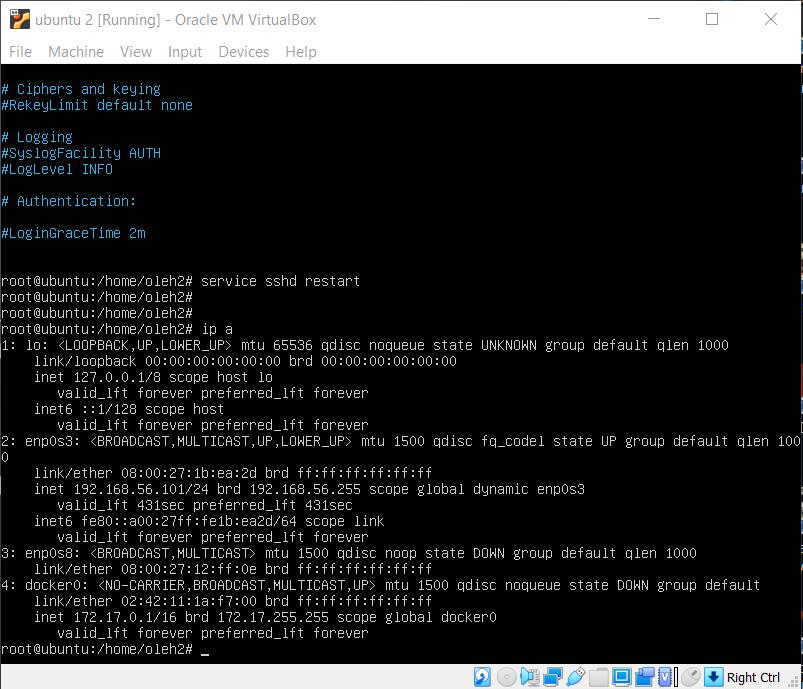 ubuntu 2 [Running] - Oracle VM VirtualBox
File Machine View Input Devices Help
# Ciphers and keying
#RekeyLimit default none
# Logging
#SyslogFacility AUTH
#LogLevel INFO
# Authentication:
#LoginGraceTime 2m
root@ubuntu:/home/oleh2# service sshd restart
root@ubuntu:/home/oleh2#
root@ubuntu:/home/oleh2#
root@ubuntu:/home/oleh2# ip a
1: lo: <LOOPBACK,UP,LOWER_UP> mtu 65536 qdisc noqueue state UNKNOWN group default qlen 1000
link/loopback 00:00:00:00:00:00 brd 00:00:00:00:00:00
inet 127.0.0.1/8 scope host lo
valid_lft forever preferred_lft forever
inet6 ::1/128 scope host
valid_lft forever preferred_lft forever
2: enp0s3: <BROADCAST,MULTICAST,UP,LOWER_UP> mtu 1500 qdisc fq_codel state UP group default qlen 100
0
link/ether 08:00:27:1b:ea:2d brd ff:ff:ff:ff:ff:ff
inet 192.168.56.101/24 brd 192.168.56.255 scope global dynamic enp0s3
valid_lft 431sec preferred_lft 431sec
inet6 fe80::a00:27ff:fe1b:ea2d/64 scope link
valid_lft forever preferred_lft forever
3: enp0s8: <BROADCAST,MULTICAST> mtu 1500 qdisc noop state DOWN group default qlen 1000
link/ether 08:00:27:12:ff:0e brd ff:ff:ff:ff:ff:ff
4: docker0: <NO-CARRIER,BROADCAST,MULTICAST,UP> mtu 1500 qdisc noqueue state DOWN group default
link/ether 02:42:11:1a:f7:00 brd ff:ff:ff:ff:ff:ff
inet 172.17.0.1/16 brd 172.17.255.255 scope global docker0
valid_lft forever preferred_lft forever
root@ubuntu:/home/oleh2# _
Right Ctrl